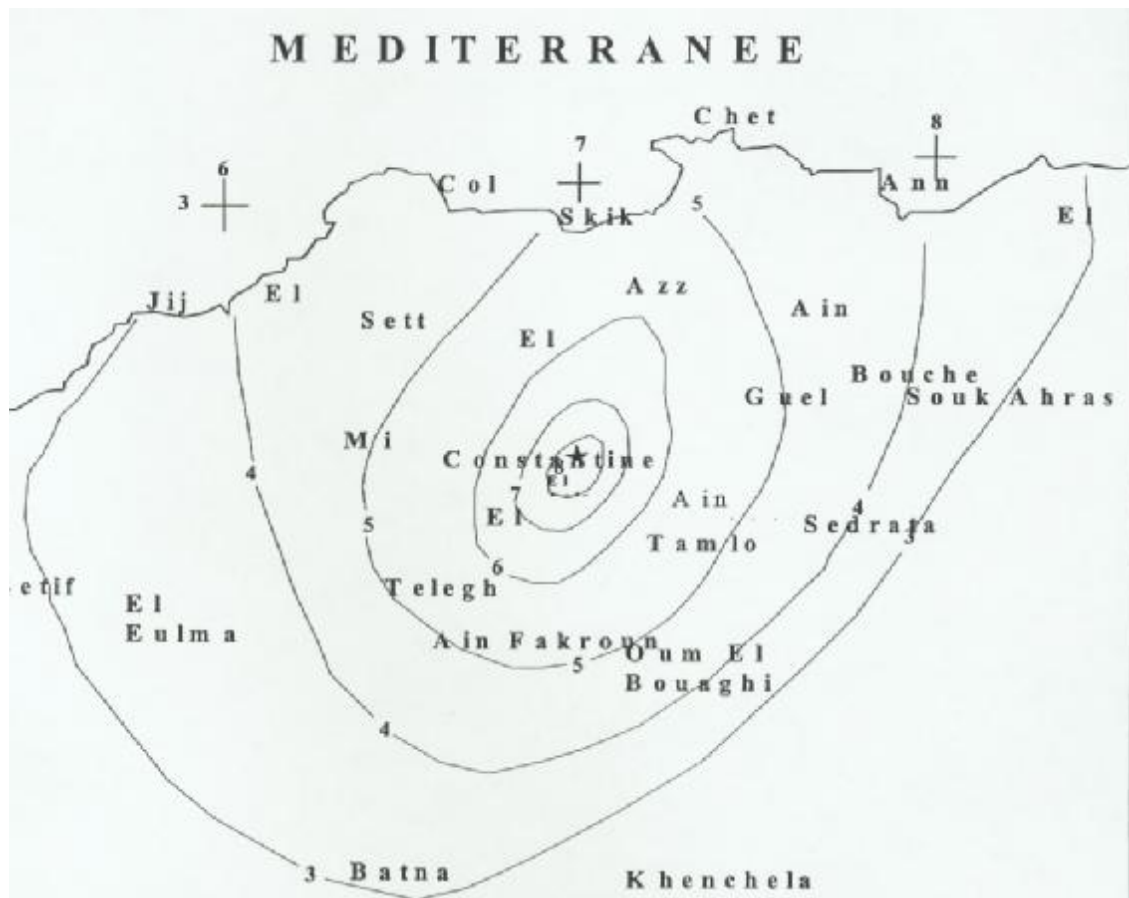 MEDITERRANEE
Chet
8
7
6
3
Col
Ann
5
Skik
El
Azz
Jij
El
Sett
Ain
El
Bouche
Guel
Souk Ahras
Mi
Constantine
8
4
El
7
Ain
4
El
5
Sedrata
Tamlo
3
6
etif
Telegh
El
Eulma
Ain Fakroun
Oum El
5
Bouaghi
4
3
Batna
Khenchela